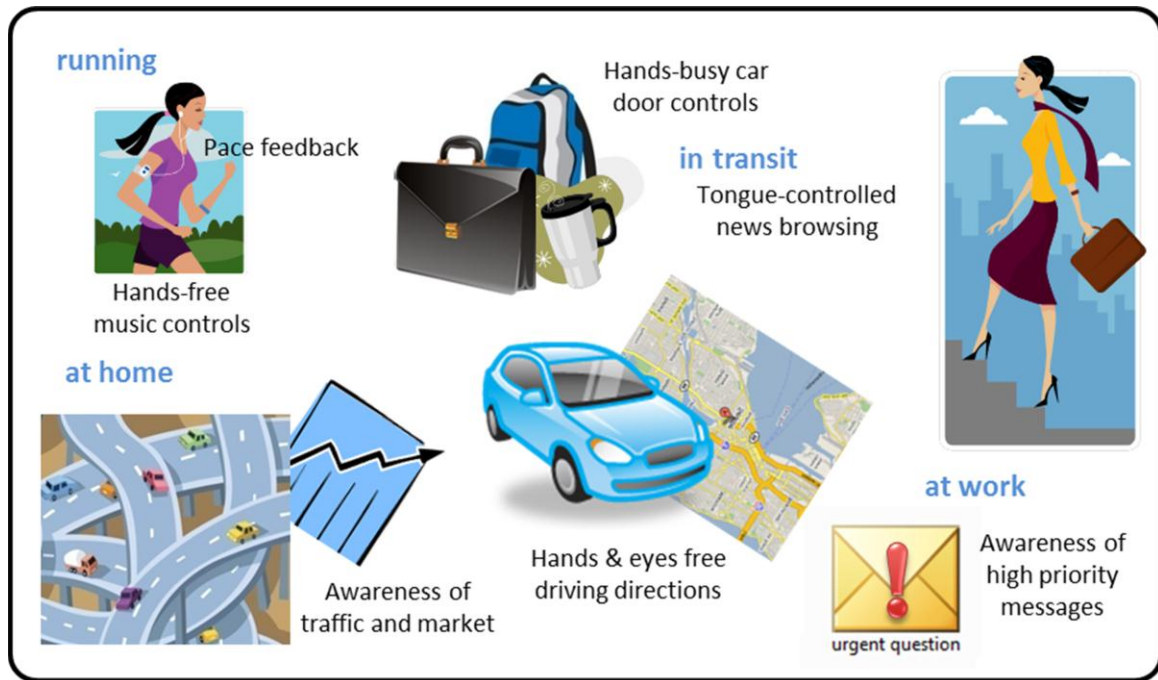 running
Pace feedback
Hands-free
music controls
Hands-busy car
door controls
in transit
Tongue-controlled
news browsing
at home
Awareness of
traffic and market
Hands & eyes free
driving directions
at work
Awareness of
high priority
messages
urgent question